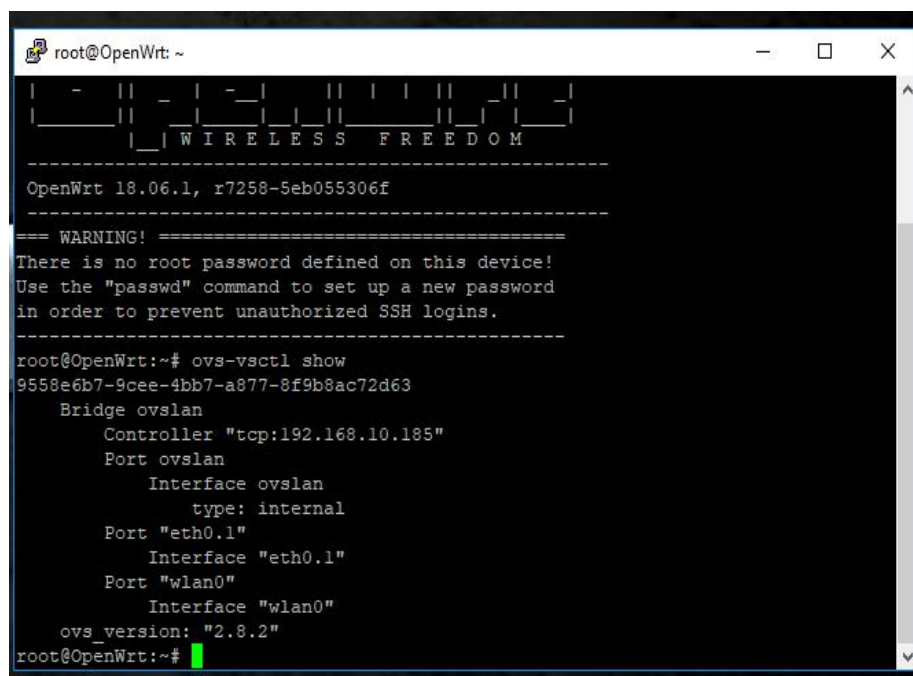 root@OpenWrt: ~
W I R E L E S S   F R E E D O M
-----------------------------------------------------
OpenWrt 18.06.1, r7258-5eb055306f
-----------------------------------------------------
=== WARNING! =====================================
There is no root password defined on this device!
Use the "passwd" command to set up a new password
in order to prevent unauthorized SSH logins.
--------------------------------------------------
root@OpenWrt:~# ovs-vsctl show
9558e6b7-9cee-4bb7-a877-8f9b8ac72d63
    Bridge ovslan
        Controller "tcp:192.168.10.185"
        Port ovslan
            Interface ovslan
                type: internal
        Port "eth0.1"
            Interface "eth0.1"
        Port "wlan0"
            Interface "wlan0"
    ovs_version: "2.8.2"
root@OpenWrt:~#